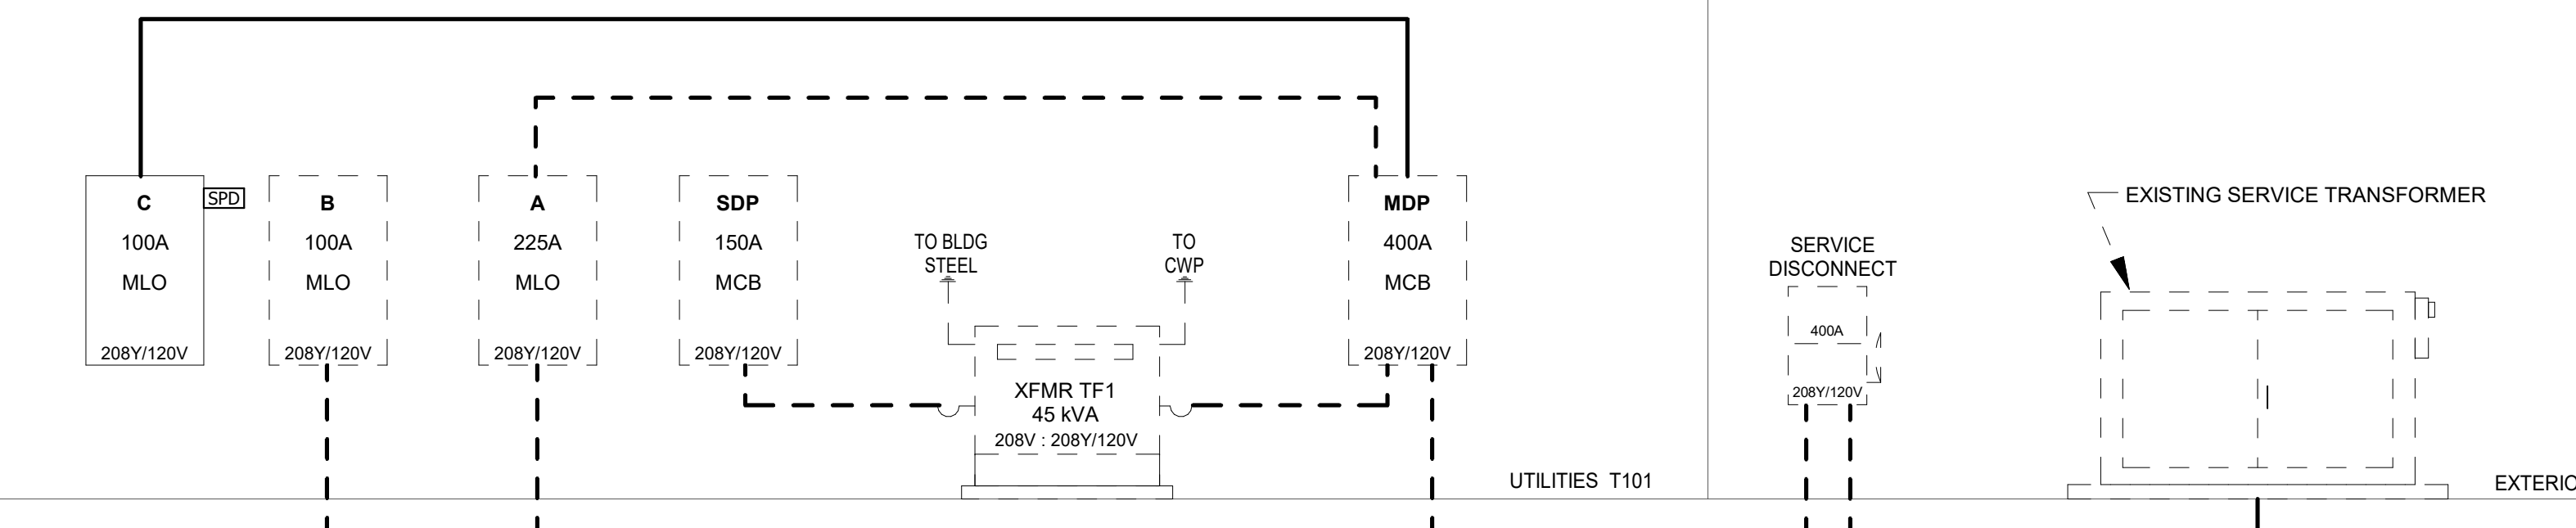 C
100A
MLO
208Y/120V
SPD
B
100A
MLO
208Y/120V
A
225A
MLO
208Y/120V
SDP
150A
MCB
208Y/120V
TO BLDG
STEEL
TO
CWP
XFMR TF1
45 kVA
208V : 208Y/120V
MDP
400A
MCB
208Y/120V
UTILITIES T101
SERVICE
DISCONNECT
400A
208Y/120V
EXISTING SERVICE TRANSFORMER